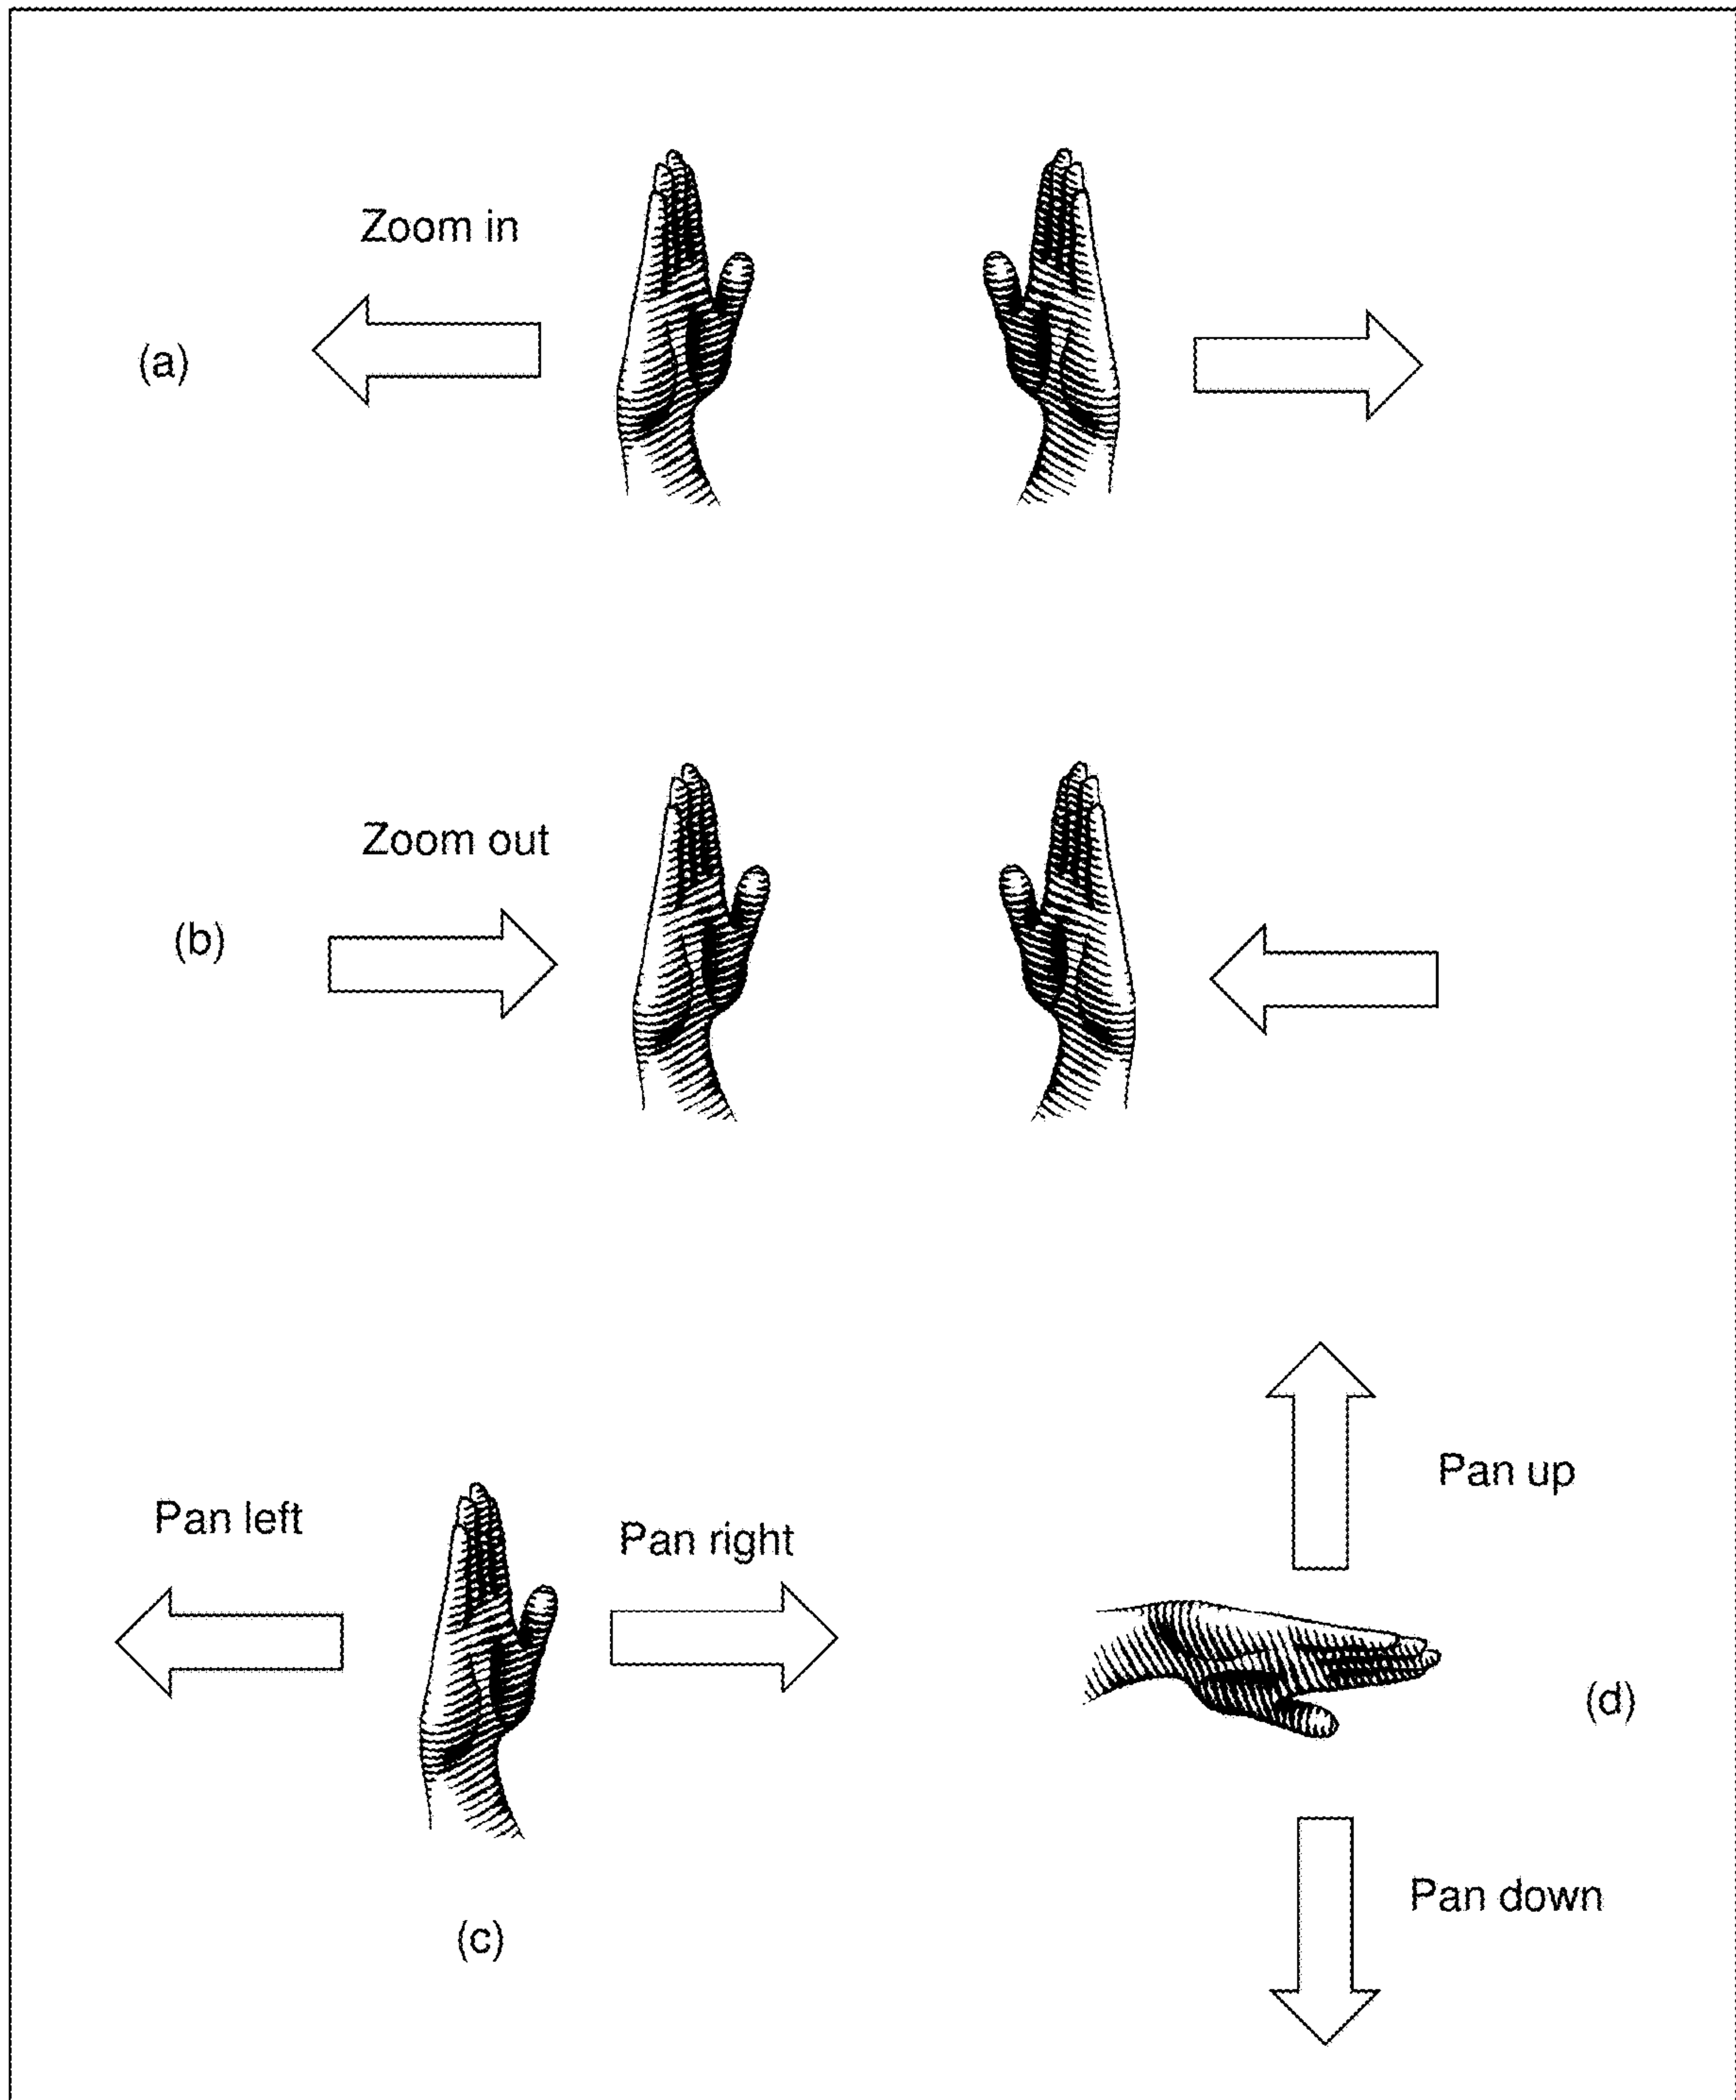 Zoom in
(a)
Zoom out
(b)
Pan up
Pan left
Pan right
(d)
Pan down
(c)